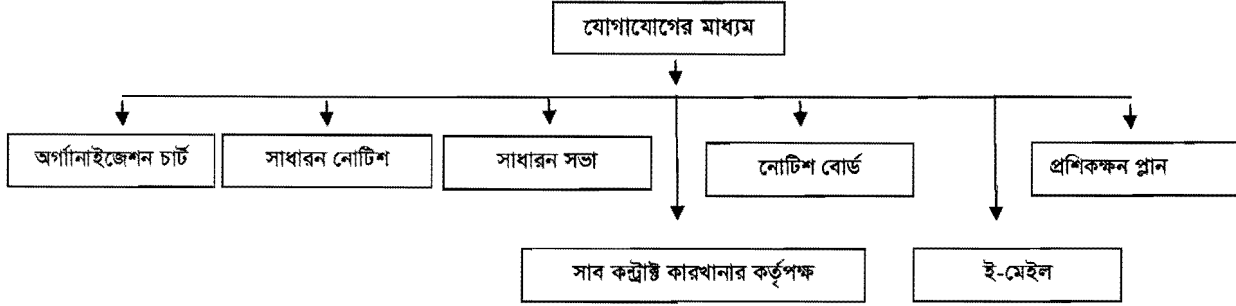 যোগাযোগের মাধ্যম
অর্গানাইজেশন চার্ট
সাধারন নোটিশ
সাধারন সভা
নোটিশ বোর্ড
প্রশিকক্ষন প্লান
সাব কন্ট্রাক্ট কারখানার কর্তৃপক্ষ
ই-মেইল